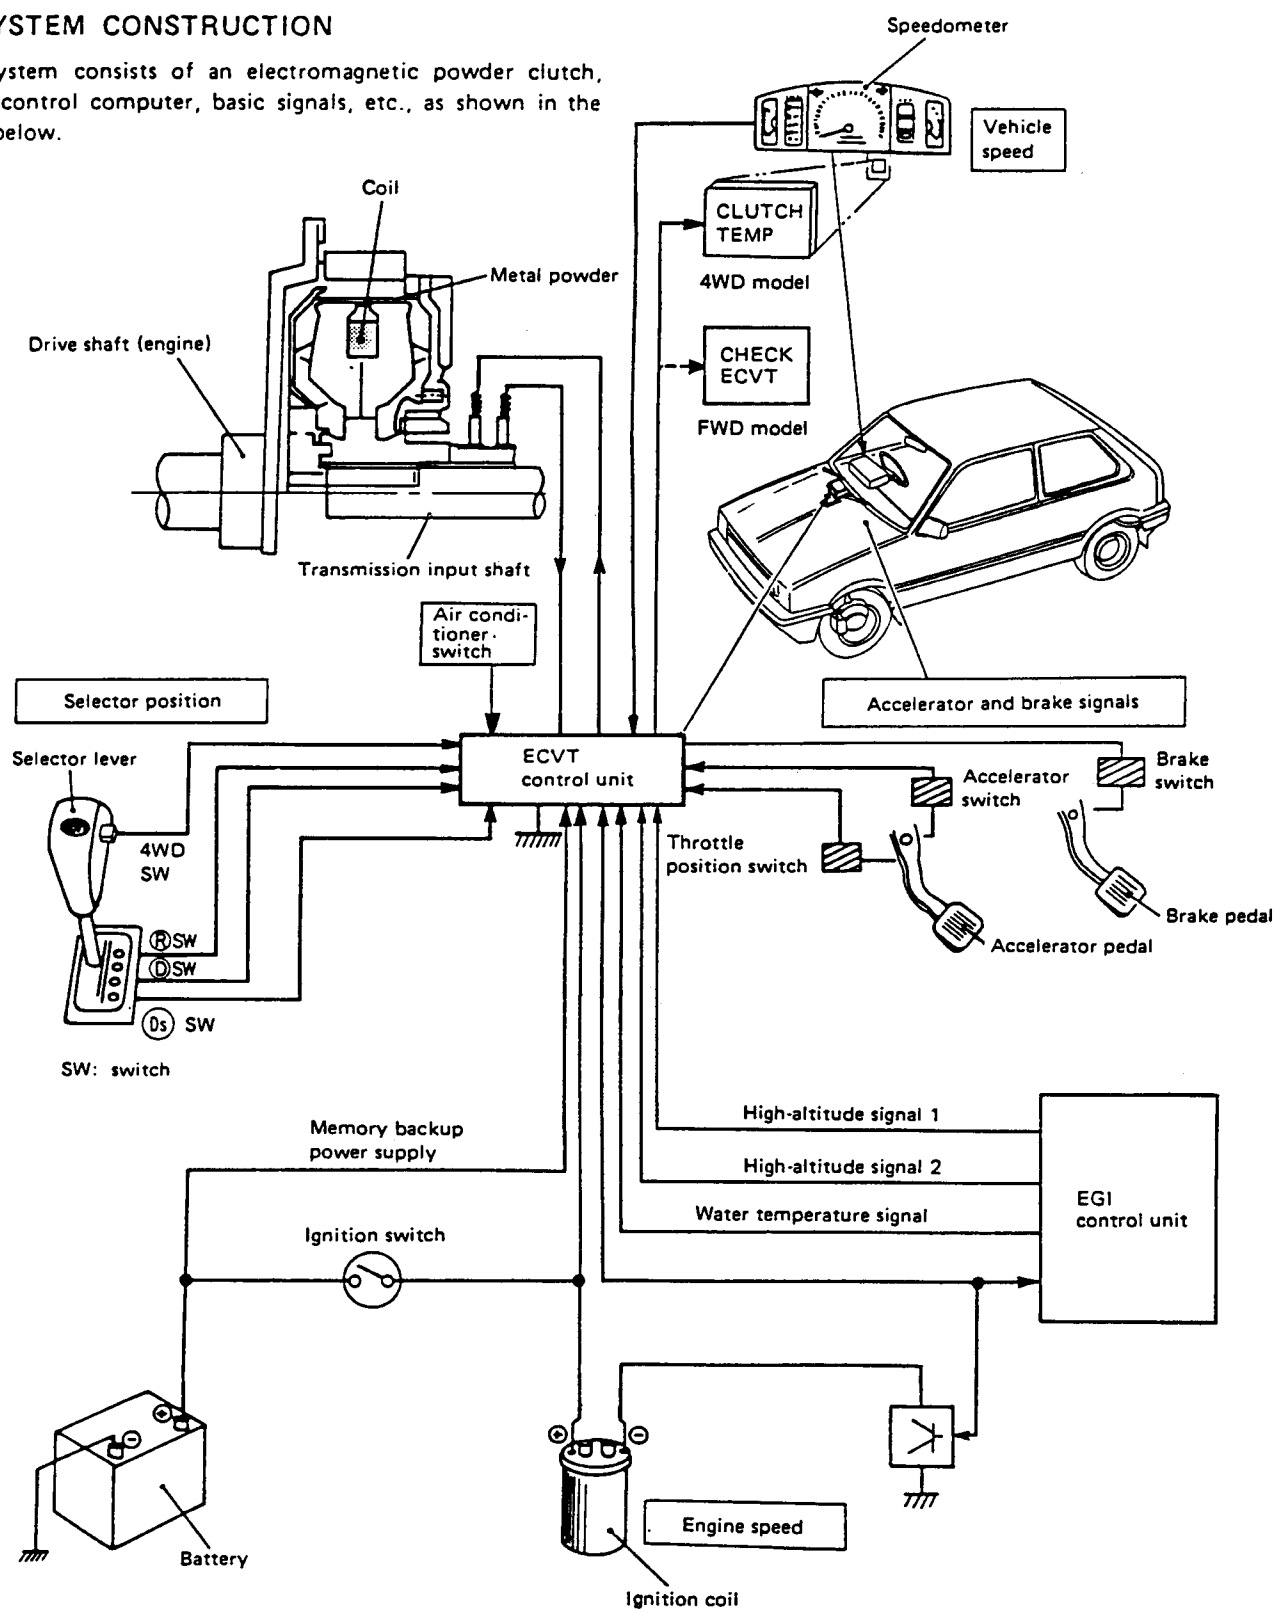 YSTEM CONSTRUCTION
ystem consists of an electromagnetic powder clutch,
control computer, basic signals, etc., as shown in the
below.
Speedometer
Vehicle
speed
Coil
CLUTCH
TEMP
4WD model
Metal powder
Drive shaft (engine)
CHECK
ECVT
FWD model
Transmission input shaft
Air condi-
tioner
switch
Selector position
Accelerator and brake signals
Selector lever
ECVT
control unit
Brake
switch
Accelerator
switch
4WD
SW
Throttle
position switch
Brake pedal
Accelerator pedal
R SW
D SW
Ds SW
SW: switch
High-altitude signal 1
Memory backup
power supply
High-altitude signal 2
EGI
control unit
Water temperature signal
Ignition switch
+
−
+
−
Engine speed
Battery
Ignition coil